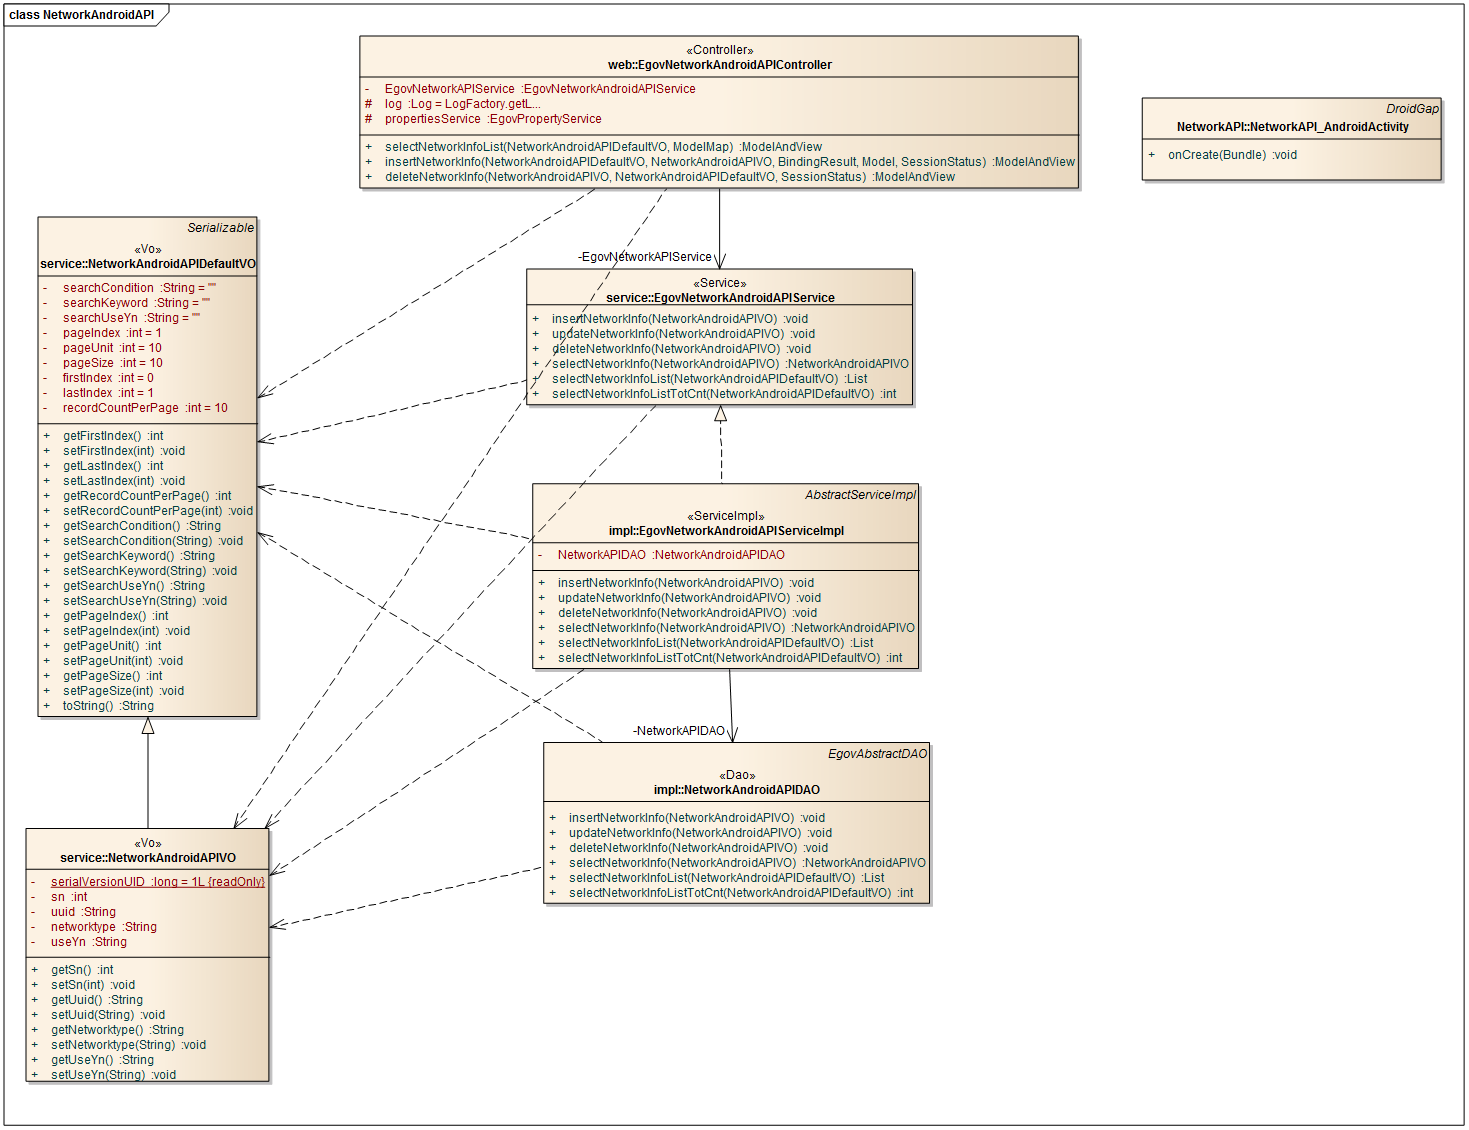 class NetworkAndroidAPI
«Controller»
web::EgovNetworkAndroidAPIController
- EgovNetworkAPIService :EgovNetworkAndroidAPIService
# log :Log = LogFactory.getL...
# propertiesService :EgovPropertyService
+ selectNetworkInfoList(NetworkAndroidAPIDefaultVO, ModelMap) :ModelAndView
+ insertNetworkInfo(NetworkAndroidAPIDefaultVO, NetworkAndroidAPIVO, BindingResult, Model, SessionStatus) :ModelAndView
+ deleteNetworkInfo(NetworkAndroidAPIVO, NetworkAndroidAPIDefaultVO, SessionStatus) :ModelAndView
DroidGap
NetworkAPI::NetworkAPI_AndroidActivity
+ onCreate(Bundle) :void
Serializable
«Vo»
service::NetworkAndroidAPIDefaultVO
- searchCondition :String = ""
- searchKeyword :String = ""
- searchUseYn :String = ""
- pageIndex :int = 1
- pageUnit :int = 10
- pageSize :int = 10
- firstIndex :int = 0
- lastIndex :int = 1
- recordCountPerPage :int = 10
+ getFirstIndex() :int
+ setFirstIndex(int) :void
+ getLastIndex() :int
+ setLastIndex(int) :void
+ getRecordCountPerPage() :int
+ setRecordCountPerPage(int) :void
+ getSearchCondition() :String
+ setSearchCondition(String) :void
+ getSearchKeyword() :String
+ setSearchKeyword(String) :void
+ getSearchUseYn() :String
+ setSearchUseYn(String) :void
+ getPageIndex() :int
+ setPageIndex(int) :void
+ getPageUnit() :int
+ setPageUnit(int) :void
+ getPageSize() :int
+ setPageSize(int) :void
+ toString() :String
-EgovNetworkAPIService
«Service»
service::EgovNetworkAndroidAPIService
+ insertNetworkInfo(NetworkAndroidAPIVO) :void
+ updateNetworkInfo(NetworkAndroidAPIVO) :void
+ deleteNetworkInfo(NetworkAndroidAPIVO) :void
+ selectNetworkInfo(NetworkAndroidAPIVO) :NetworkAndroidAPIVO
+ selectNetworkInfoList(NetworkAndroidAPIDefaultVO) :List
+ selectNetworkInfoListTotCnt(NetworkAndroidAPIDefaultVO) :int
AbstractServiceImpl
«ServiceImpl»
impl::EgovNetworkAndroidAPIServiceImpl
- NetworkAPIDAO :NetworkAndroidAPIDAO
+ insertNetworkInfo(NetworkAndroidAPIVO) :void
+ updateNetworkInfo(NetworkAndroidAPIVO) :void
+ deleteNetworkInfo(NetworkAndroidAPIVO) :void
+ selectNetworkInfo(NetworkAndroidAPIVO) :NetworkAndroidAPIVO
+ selectNetworkInfoList(NetworkAndroidAPIDefaultVO) :List
+ selectNetworkInfoListTotCnt(NetworkAndroidAPIDefaultVO) :int
-NetworkAPIDAO
EgovAbstractDAO
«Dao»
impl::NetworkAndroidAPIDAO
+ insertNetworkInfo(NetworkAndroidAPIVO) :void
+ updateNetworkInfo(NetworkAndroidAPIVO) :void
+ deleteNetworkInfo(NetworkAndroidAPIVO) :void
+ selectNetworkInfo(NetworkAndroidAPIVO) :NetworkAndroidAPIVO
+ selectNetworkInfoList(NetworkAndroidAPIDefaultVO) :List
+ selectNetworkInfoListTotCnt(NetworkAndroidAPIDefaultVO) :int
«Vo»
service::NetworkAndroidAPIVO
- serialVersionUID :long = 1L {readOnly}
- sn :int
- uuid :String
- networktype :String
- useYn :String
+ getSn() :int
+ setSn(int) :void
+ getUuid() :String
+ setUuid(String) :void
+ getNetworktype() :String
+ setNetworktype(String) :void
+ getUseYn() :String
+ setUseYn(String) :void